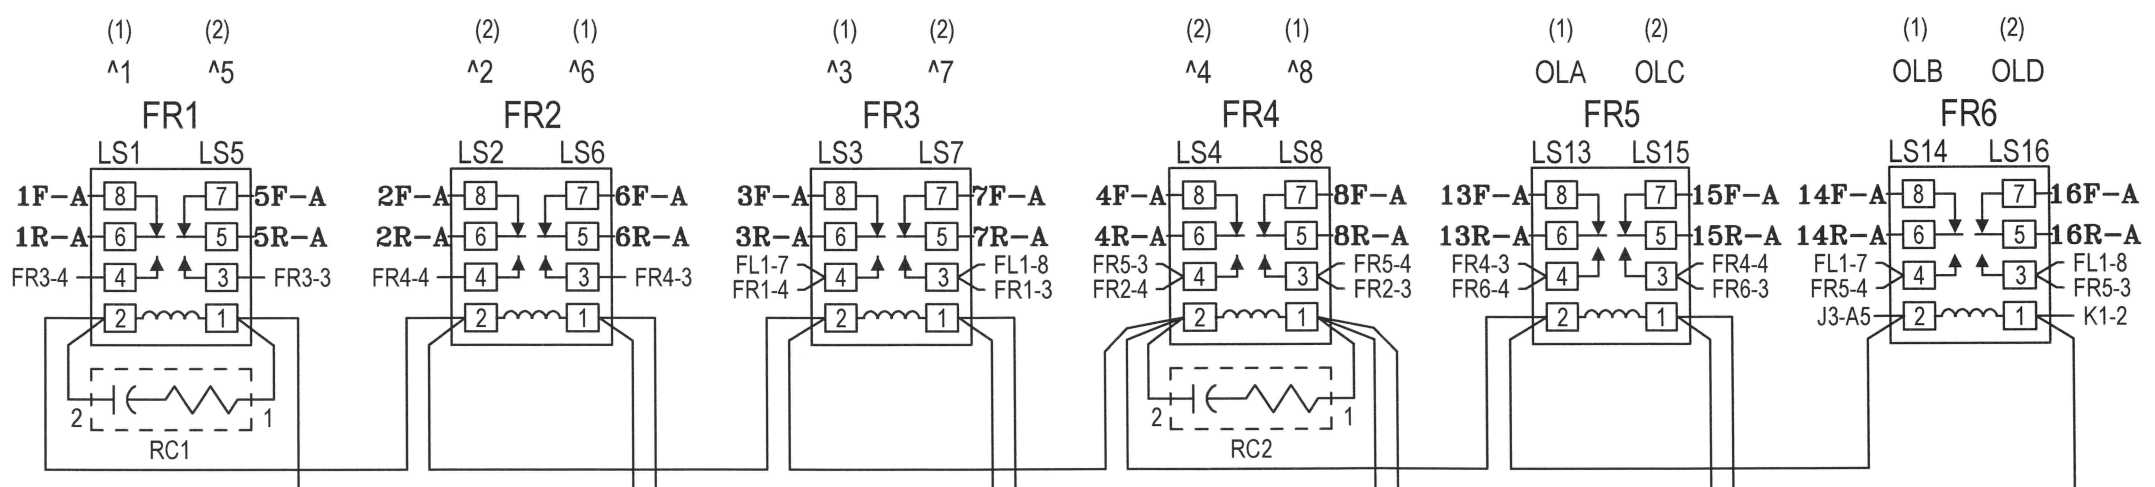 (1) (2) (2) (1) (1) (2) (2) (1) (1) (2) (1) (2)
^1 ^5 ^2 ^6 ^3 ^7 ^4 ^8 OLA OLC OLB OLD
FR1 FR2 FR3 FR4 FR5 FR6
LS1 LS5 LS2 LS6 LS3 LS7 LS4 LS8 LS13 LS15 LS14 LS16
1F-A 8 7 5F-A 2F-A 8 7 6F-A 3F-A 8 7 7F-A 4F-A 8 7 8F-A 13F-A 8 7 15F-A 14F-A 8 7 16F-A
1R-A 6 5 5R-A 2R-A 6 5 6R-A 3R-A 6 5 7R-A 4R-A 6 5 8R-A 13R-A 6 5 15R-A 14R-A 6 5 16R-A
FL1-7 FL1-8 FR5-3 FR5-4 FR4-3 FR4-4 FL1-7 FL1-8
FR3-4 4 3 FR3-3 FR4-4 4 3 FR4-3 4 3 4 3 4 3 4 3
FR1-4 FR1-3 FR2-4 FR2-3 FR6-4 FR6-3 FR5-4 FR5-3
2 1 2 1 2 1 2 1 2 1 J3-A5 2 1 K1-2
2 1 2 1
RC1 RC2